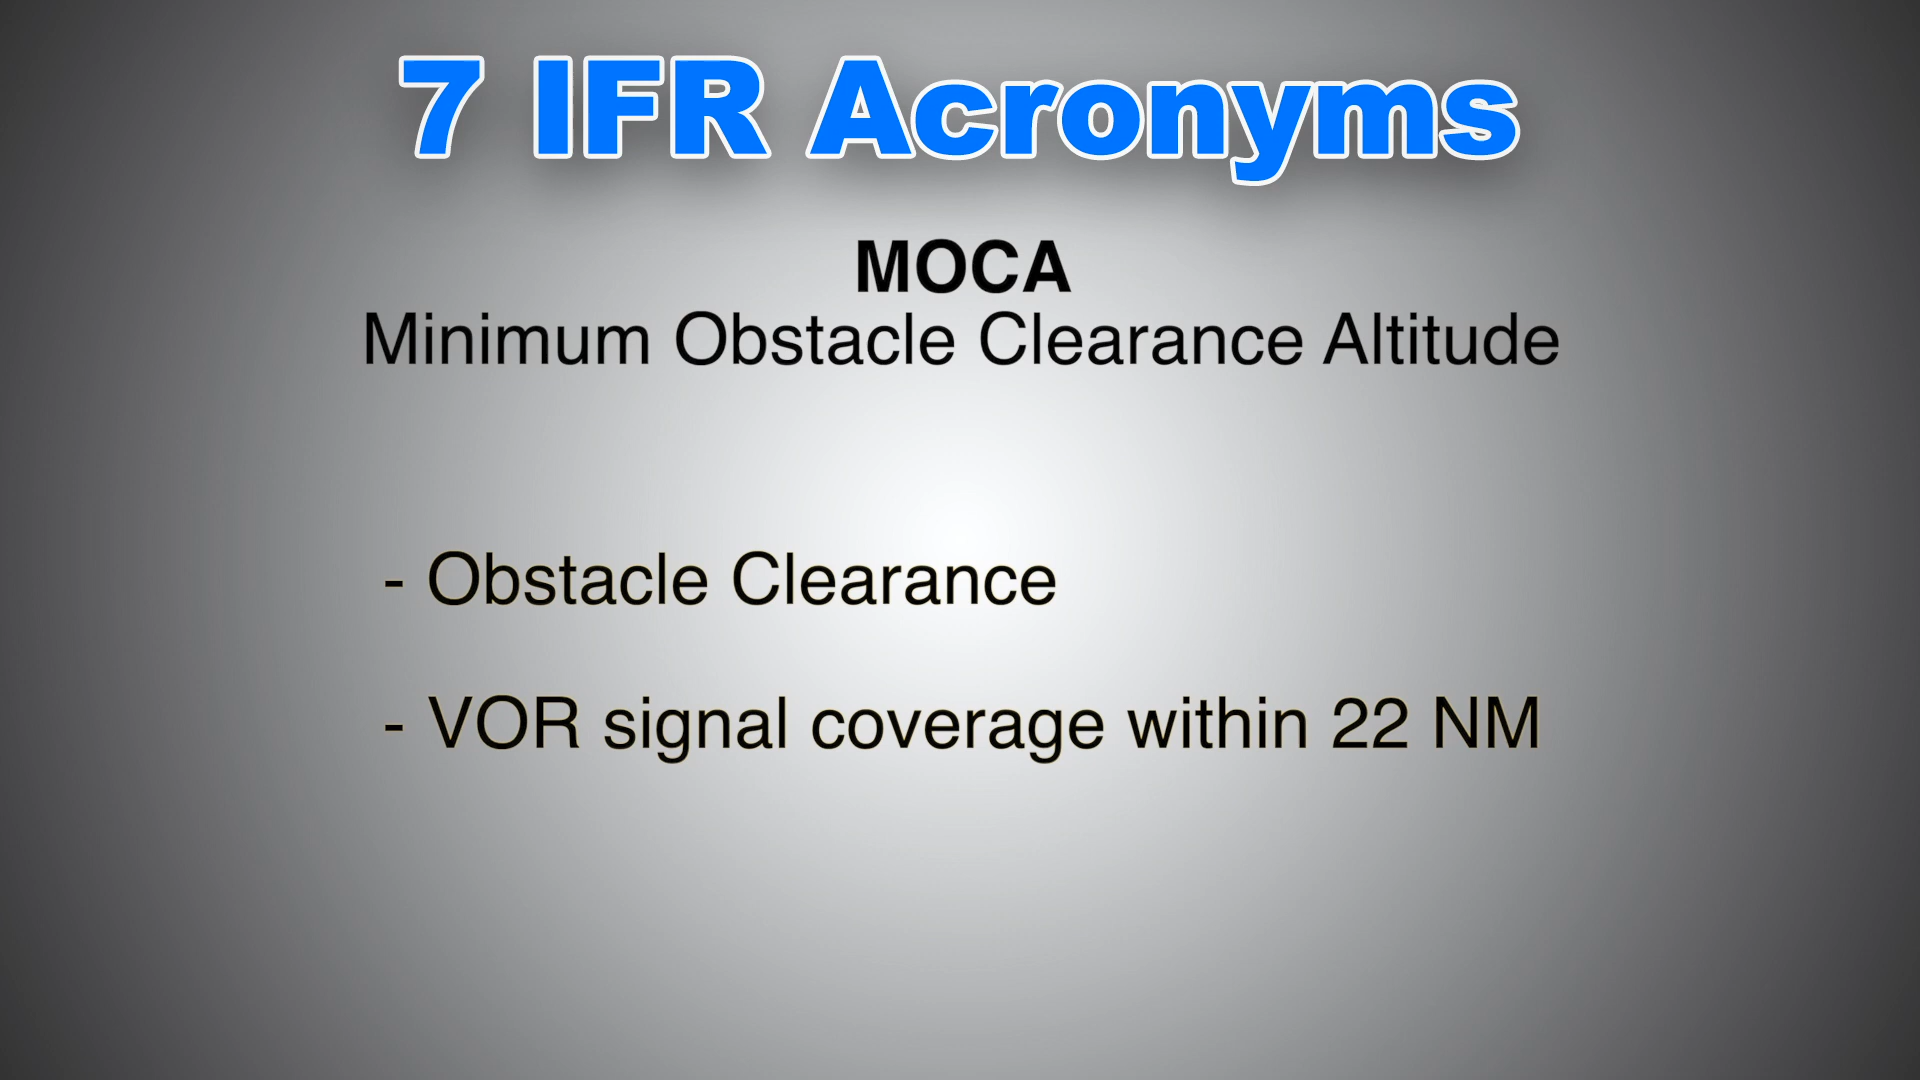 7 IFR Acronyms
MOCA
Minimum Obstacle Clearance Altitude
- Obstacle Clearance
- VOR signal coverage within 22 NM